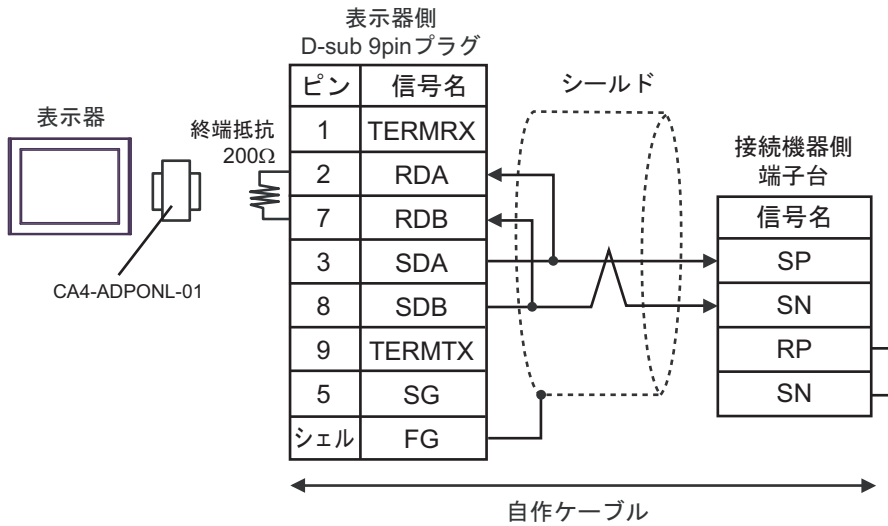 表示器側
D-sub 9pinプラグ
ピン 信号名
1 TERMRX
2 RDA
7 RDB
3 SDA
8 SDB
9 TERMTX
5 SG
シェル FG
表示器
終端抵抗
200Ω
CA4-ADPONL-01
シールド
接続機器側
端子台
信号名
SP
SN
RP
SN
自作ケーブル